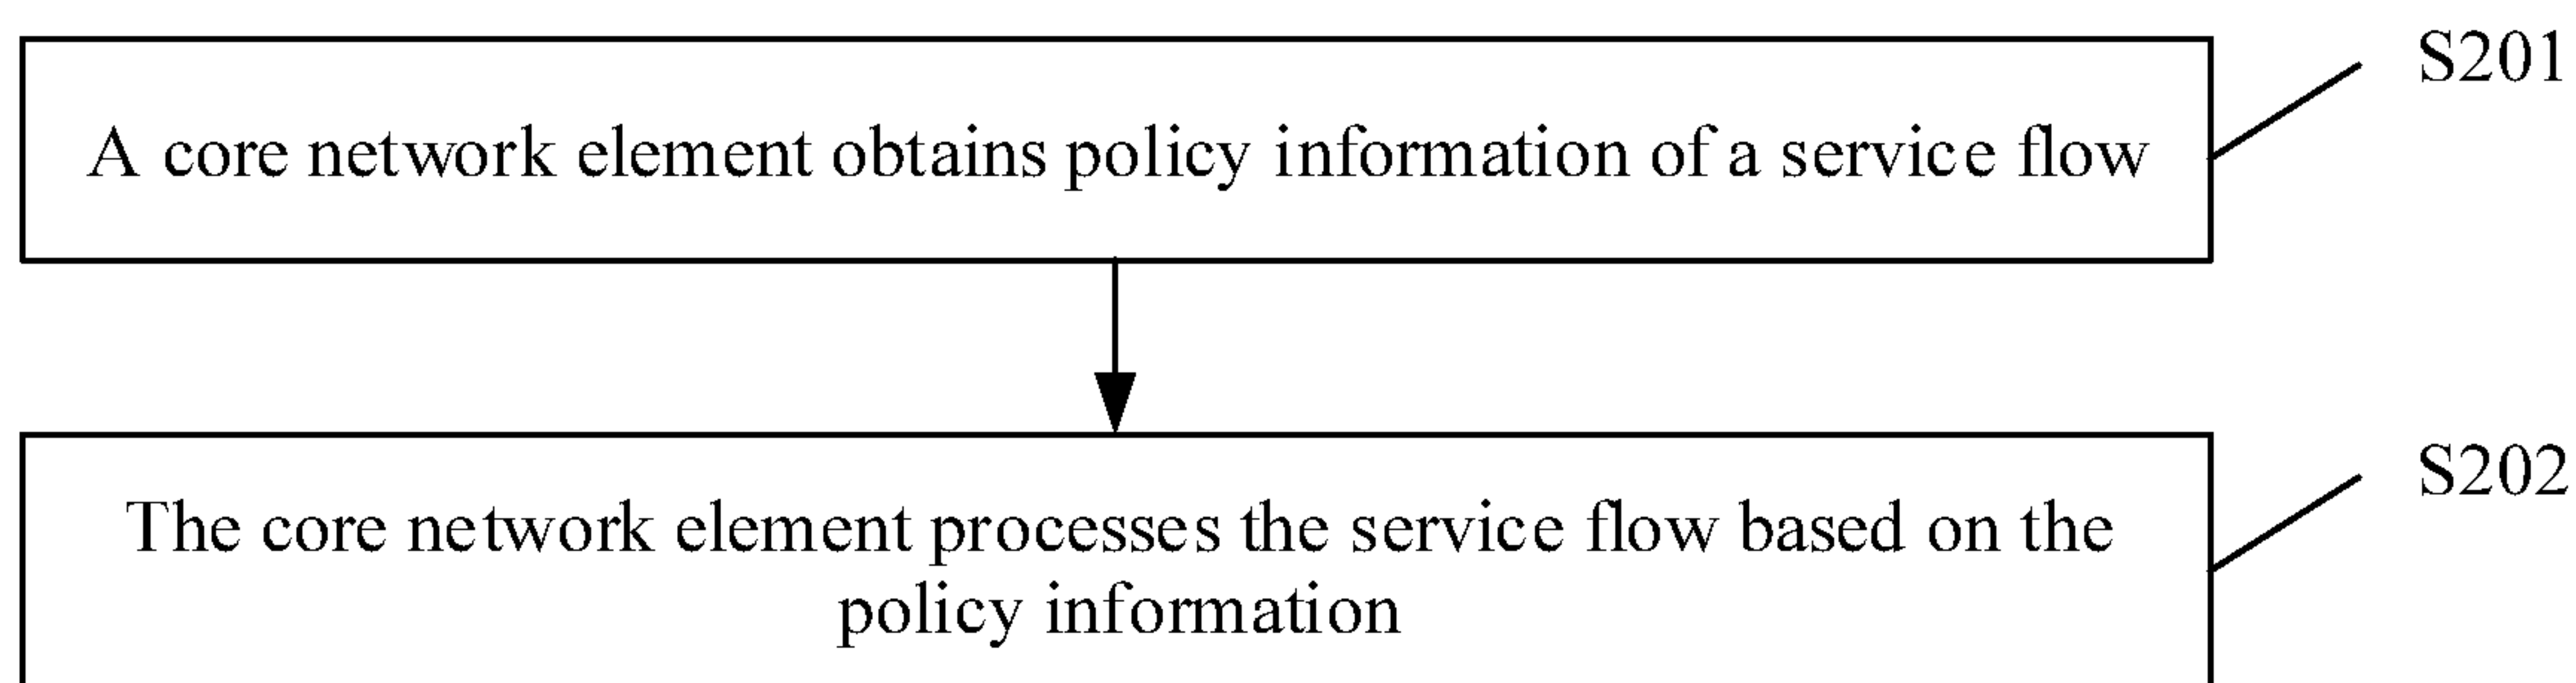 S201
A core network element obtains policy information of a service flow
S202
The core network element processes the service flow based on the
policy information